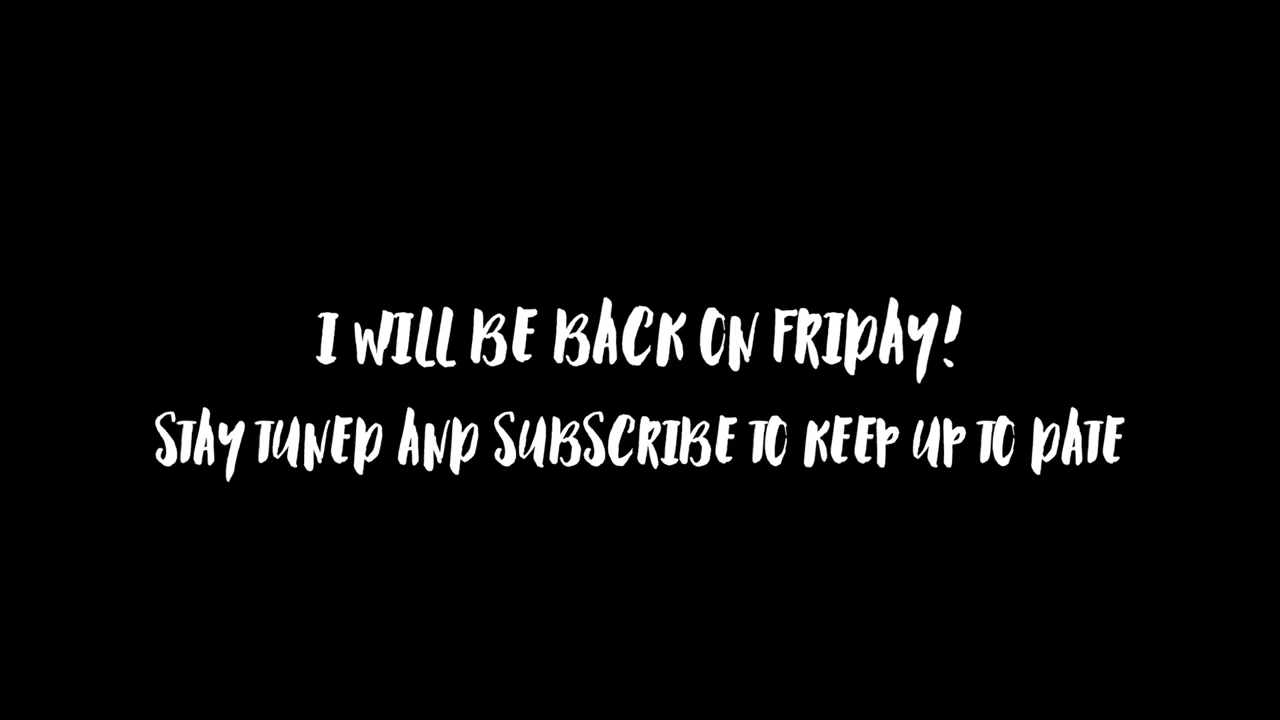 I WILL BE BACK ON FRIDAY!
STAY TUNED AND SUBSCRIBE TO KEEP UP TO DATE